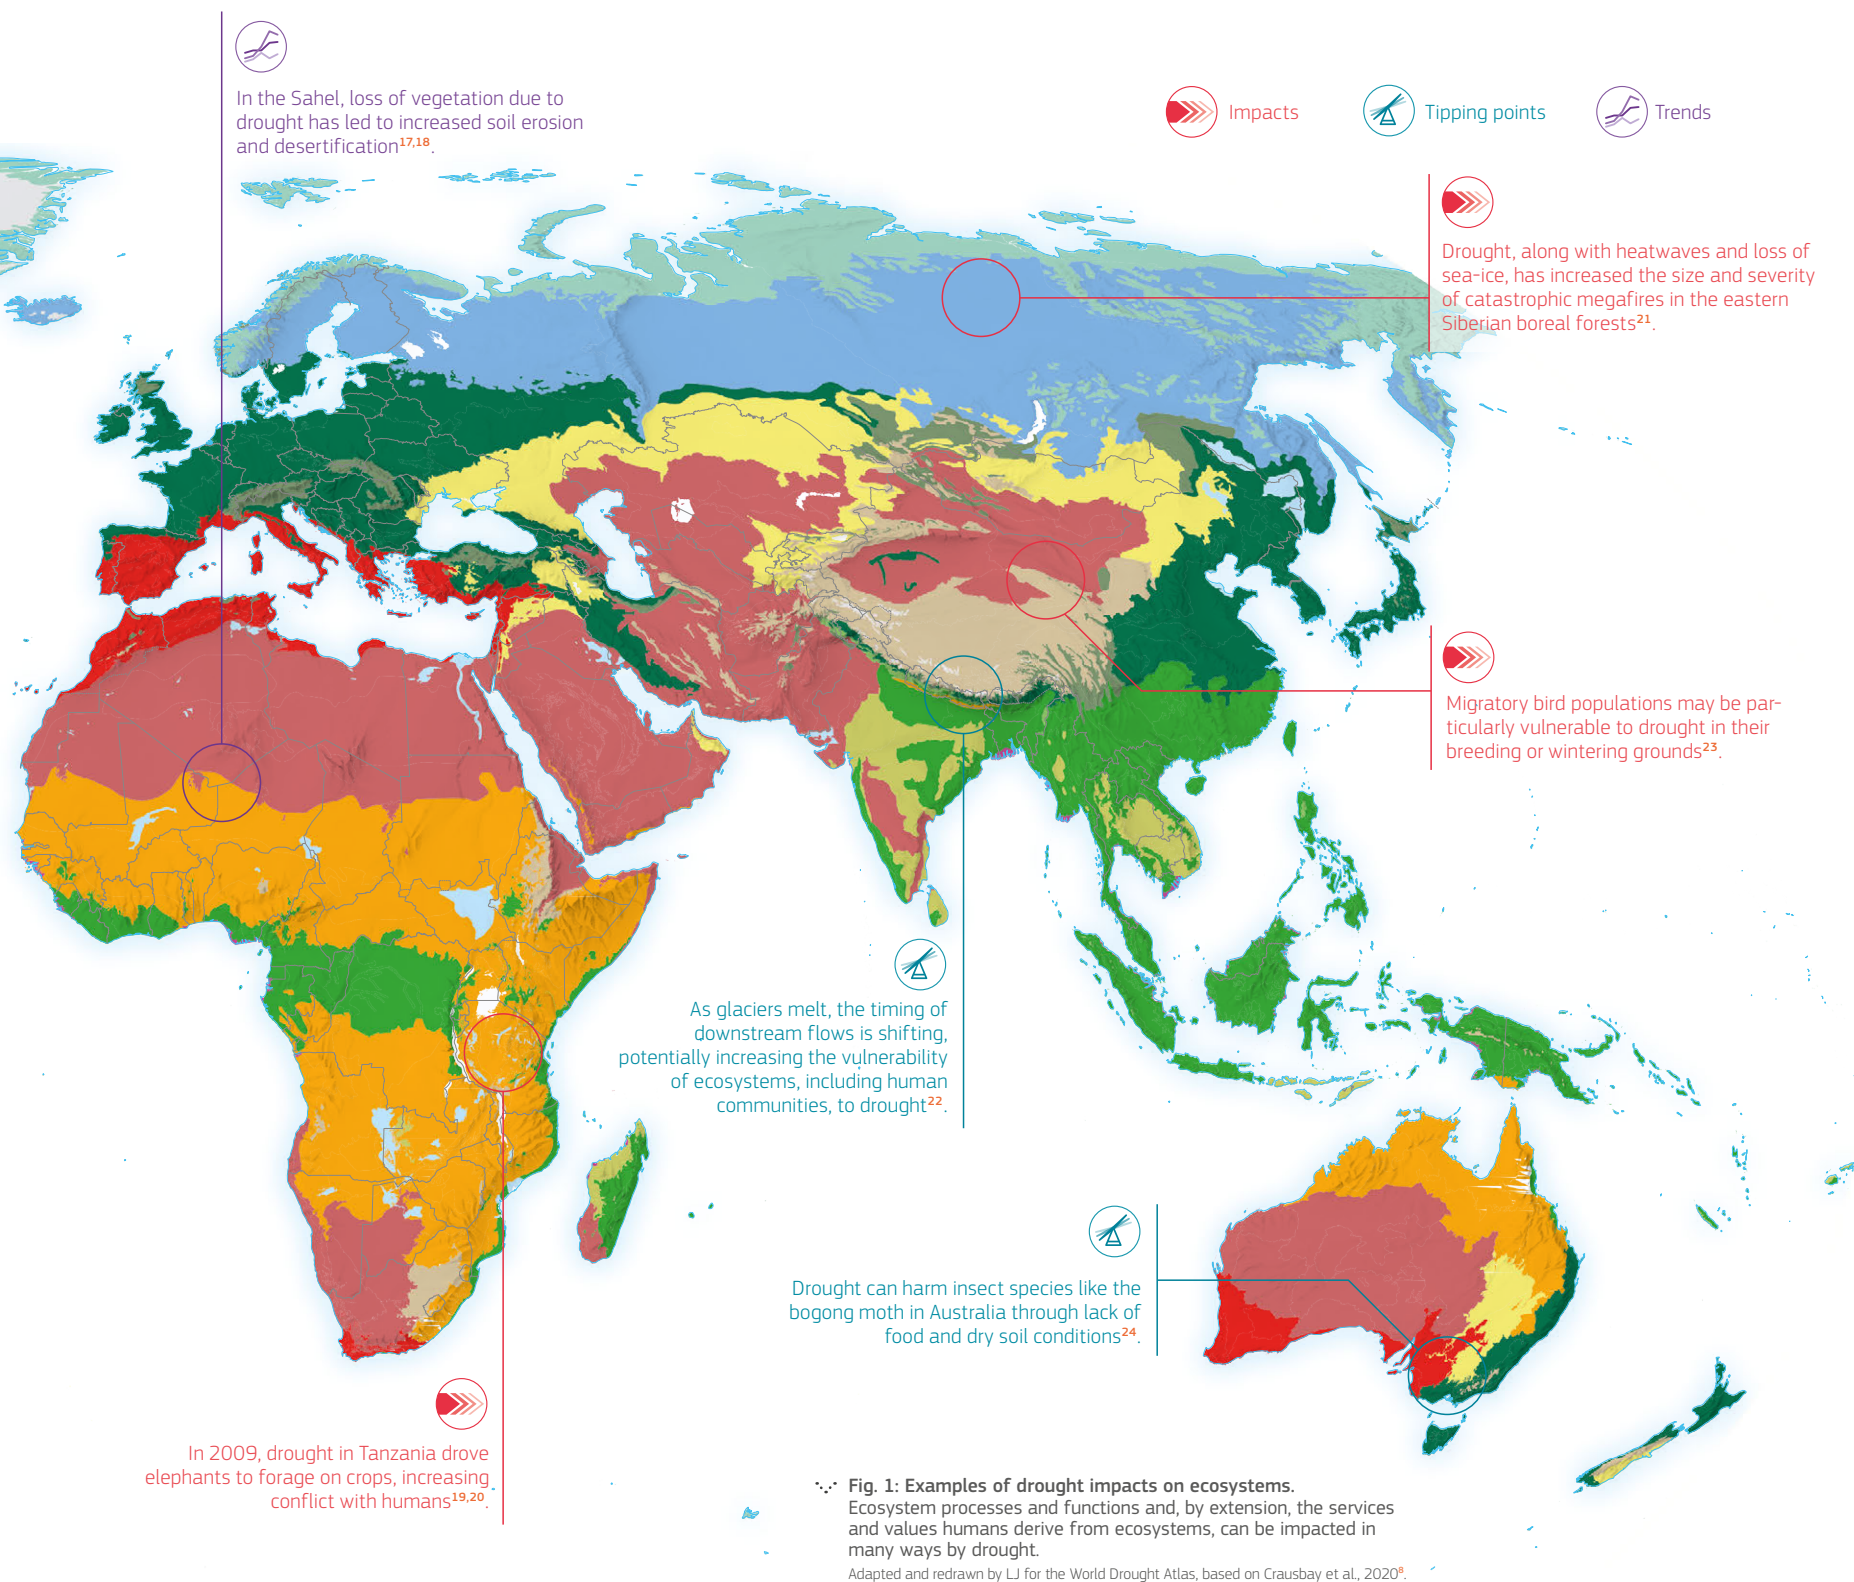 In the Sahel, loss of vegetation due to
drought has led to increased soil erosion
and desertification17,18.
Impacts
Tipping points
Trends
Drought, along with heatwaves and loss of
sea-ice, has increased the size and severity
of catastrophic megafires in the eastern
Siberian boreal forests21.
Migratory bird populations may be par-
ticularly vulnerable to drought in their
breeding or wintering grounds23.
As glaciers melt, the timing of
downstream flows is shifting,
potentially increasing the vulnerability
of ecosystems, including human
communities, to drought22.
Drought can harm insect species like the
bogong moth in Australia through lack of
food and dry soil conditions24.
In 2009, drought in Tanzania drove
elephants to forage on crops, increasing
conflict with humans19,20.
Fig. 1: Examples of drought impacts on ecosystems.
Ecosystem processes and functions and, by extension, the services
and values humans derive from ecosystems, can be impacted in
many ways by drought.
Adapted and redrawn by LJ for the World Drought Atlas, based on Crausbay et al., 20208.